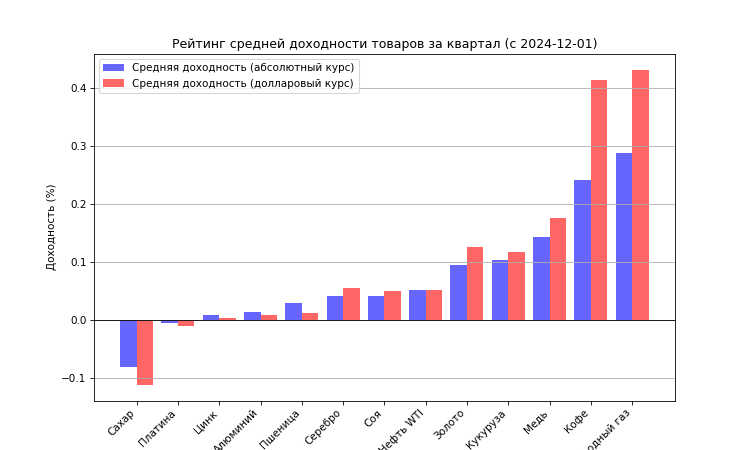 Рейтинг средней доходности товаров за квартал (с 2024-12-01)
Средняя доходность (абсолютный курс)
Средняя доходность (долларовый курс)
Доходность (%)
0.4
0.3
0.2
0.1
0.0
−0.1
Сахар
Платина
Цинк
Алюминий
Пшеница
Серебро
Соя
Нефть WTI
Золото
Кукуруза
Медь
Кофе
одный газ